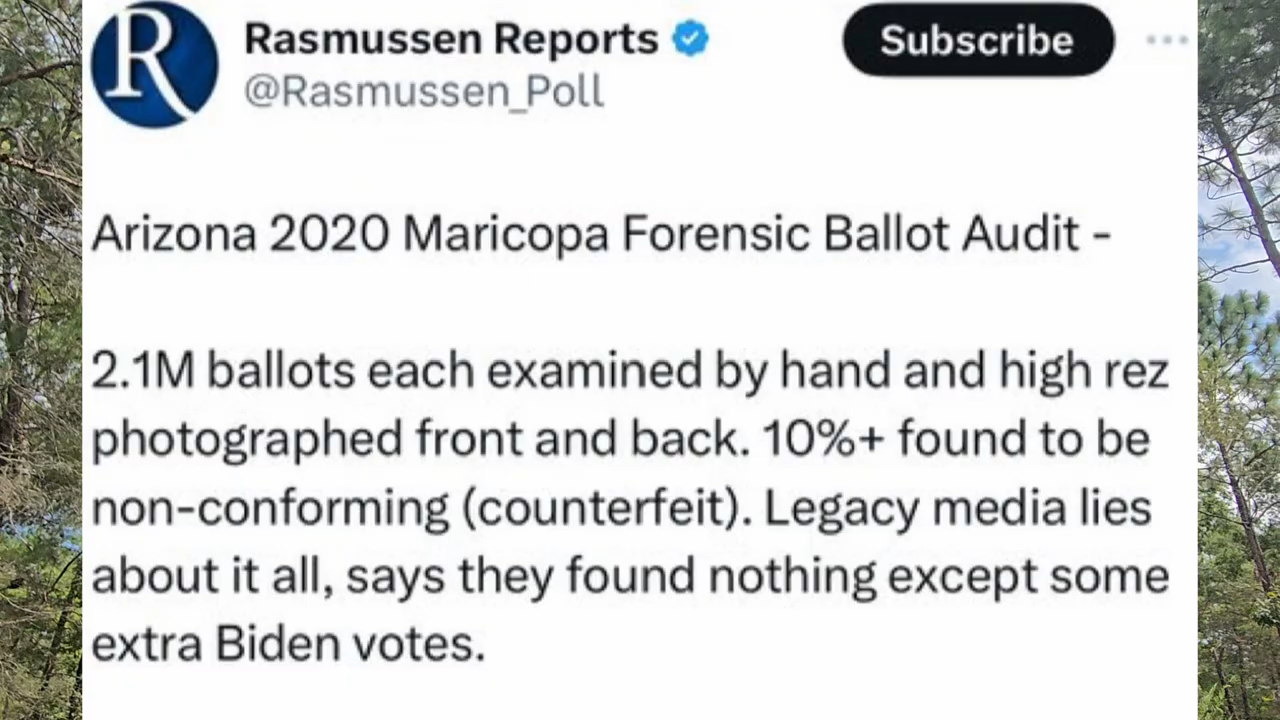 R
Rasmussen Reports
Subscribe
@Rasmussen_Poll
Arizona 2020 Maricopa Forensic Ballot Audit -
2.1M ballots each examined by hand and high rez
photographed front and back. 10%+ found to be
non-conforming (counterfeit). Legacy media lies
about it all, says they found nothing except some
extra Biden votes.